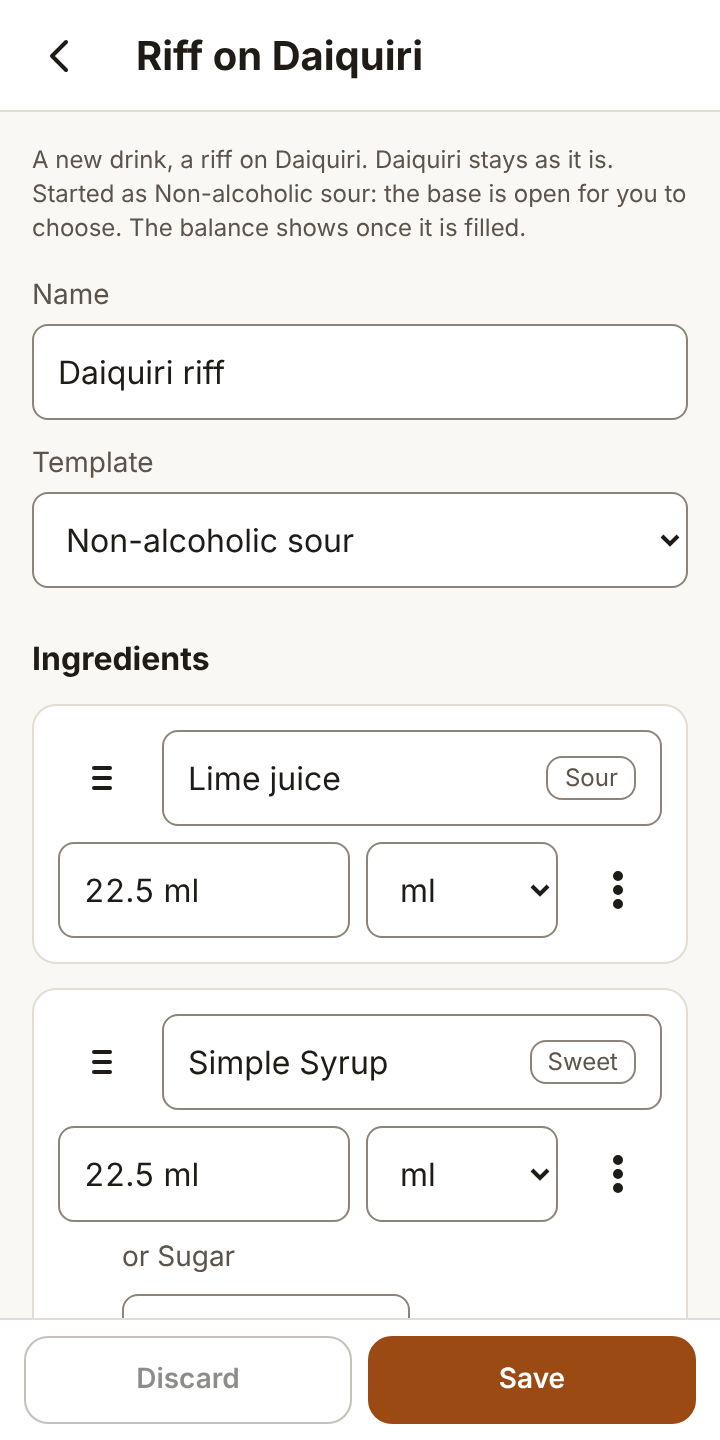 Riff on Daiquiri
A new drink, a riff on Daiquiri. Daiquiri stays as it is.
Started as Non-alcoholic sour: the base is open for you to
choose. The balance shows once it is filled.
Name
Daiquiri riff
Template
Non-alcoholic sour
Ingredients
Lime juice Sour
22.5 ml ml
Simple Syrup Sweet
22.5 ml ml
or Sugar
Discard Save